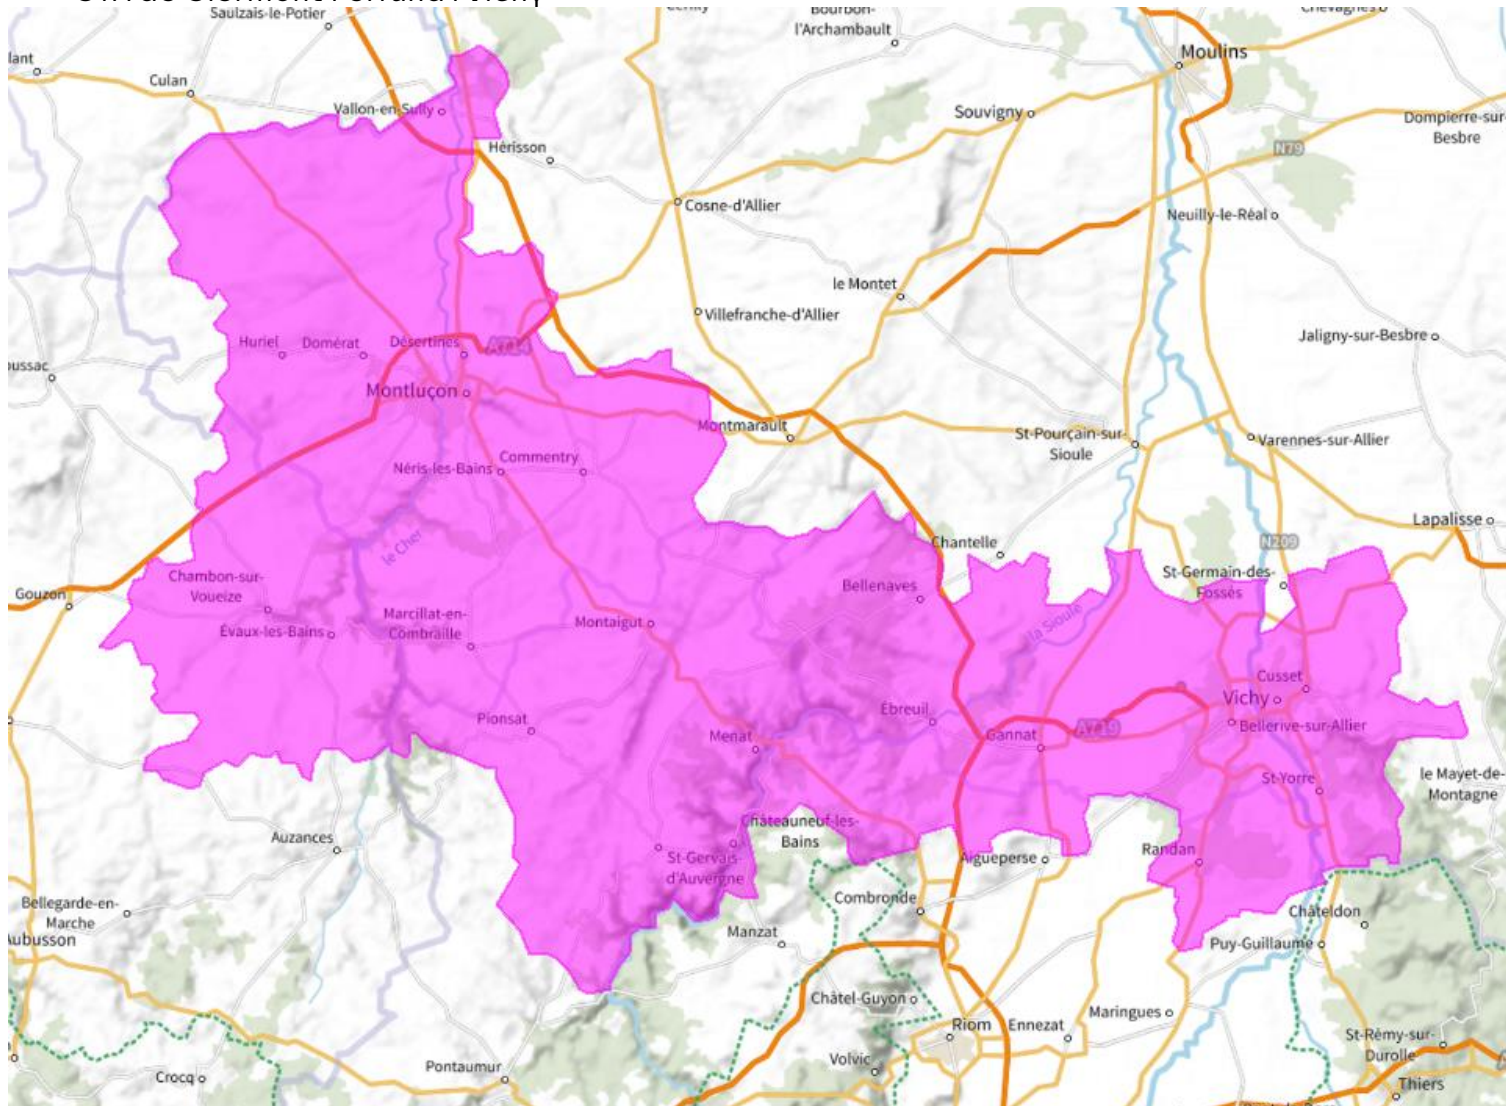 Saulzais-le-Potier
Bourbon-
l'Archambault
Moulins
Culan
Vallon-en-Sully
Souvigny
Dompierre-sur-
Besbre
N79
Hérisson
Cosne-d'Allier
Neuilly-le-Réal
le Montet
Villefranche-d'Allier
Jaligny-sur-Besbre
Huriel
Domérat
Désertines
A714
Montluçon
Montmarault
St-Pourçain-sur-
Sioule
Varennes-sur-Allier
Néris-les-Bains
Commentry
Lapalisse
le Cher
Chantelle
N209
St-Germain-des-
Fossés
Gouzon
Chambon-sur-
Voueize
Bellenaves
Évaux-les-Bains
Marcillat-en-
Combraille
Montaigut
la Sioule
Cusset
Vichy
Pionsat
Menat
Ébreuil
Gannat
A719
Bellerive-sur-Allier
St-Yorre
le Mayet-de-
Montagne
Auzances
Châteauneuf-les-
Bains
St-Gervais-
d'Auvergne
Aigueperse
Randan
Bellegarde-en-
Marche
Aubusson
Combronde
Manzat
Châteldon
Puy-Guillaume
Châtel-Guyon
Riom
Ennezat
Maringues
Volvic
St-Rémy-sur-
Durolle
Crocq
Pontaumur
Thiers